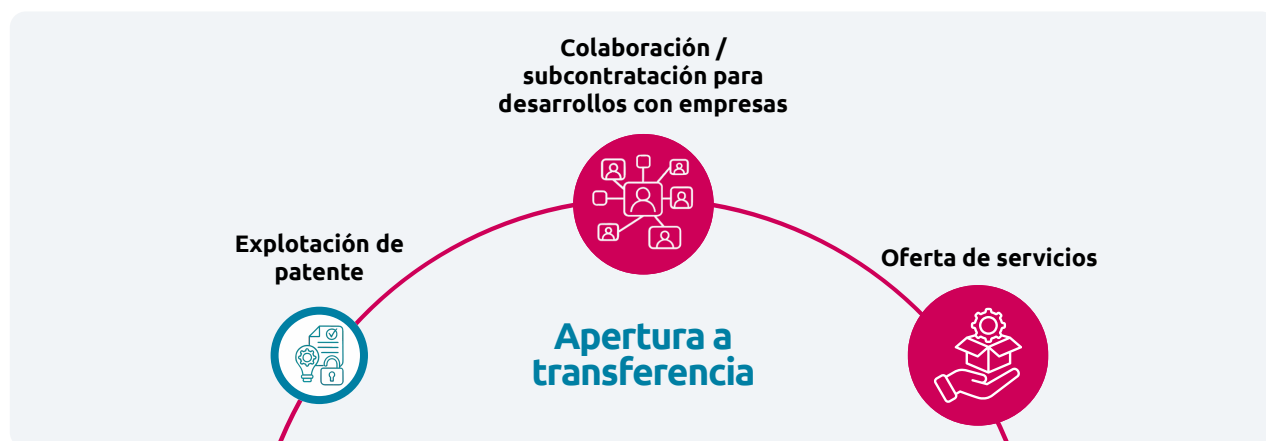 Colaboración /
subcontratación para
desarrollos con empresas
Explotación de
patente
Oferta de servicios
Apertura a
transferencia